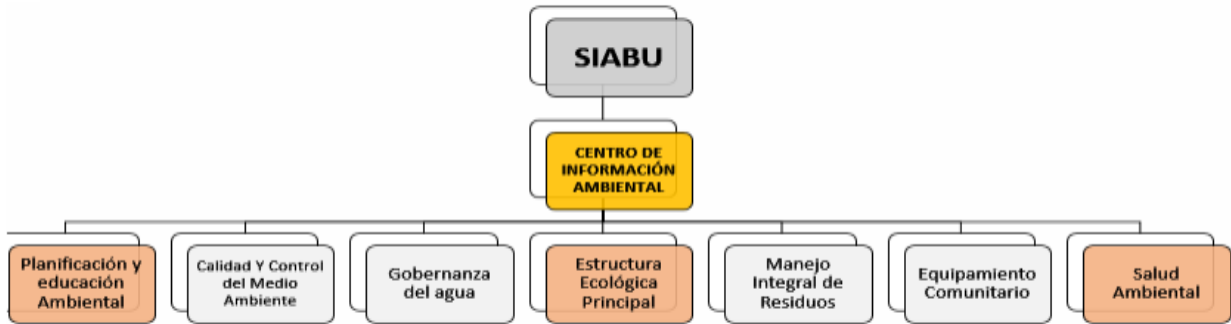 SIABU
CENTRO DE
INFORMACIÓN
AMBIENTAL
Planificación y
educación
Ambiental
Calidad Y Control
del Medio
Ambiente
Gobernanza
del agua
Estructura
Ecológica
Principal
Manejo
Integral de
Residuos
Equipamiento
Comunitario
Salud
Ambiental